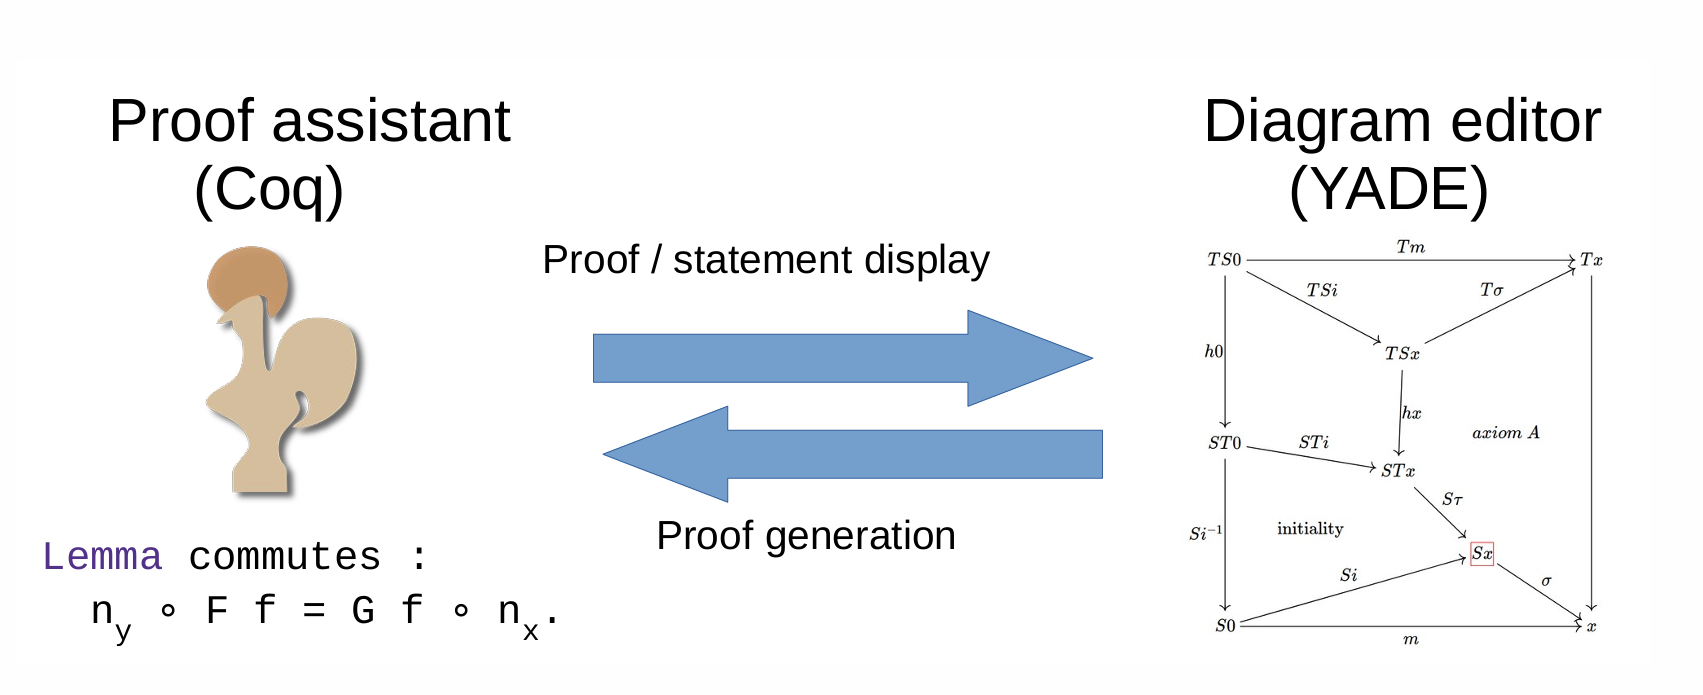 Proof assistant
(Coq)
Lemma commutes :
n_y ∘ F f = G f ∘ n_x.
Proof / statement display
Proof generation
Diagram editor
(YADE)
TS0
Tm
Tx
TSi
Tσ
h0
TSx
hx
axiom A
ST0
STi
STx
Sτ
Si⁻¹
initiality
Sx
Si
σ
S0
m
x